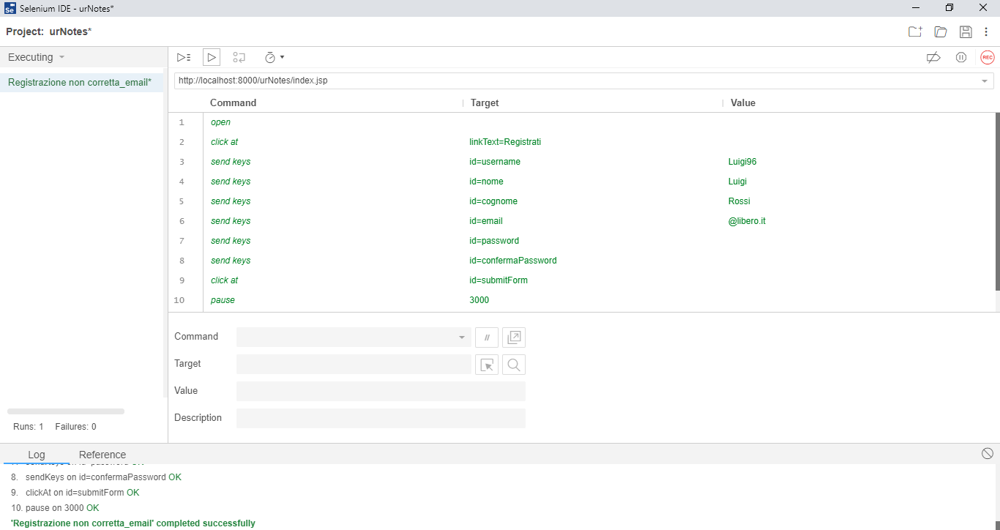 Selenium IDE - urNotes*
Project: urNotes*
Executing
REC
Registrazione non corretta_email*
http://localhost:8000/urNotes/index.jsp
Command Target Value
1 open
2 click at linkText=Registrati
3 send keys id=username Luigi96
4 send keys id=nome Luigi
5 send keys id=cognome Rossi
6 send keys id=email @libero.it
7 send keys id=password
8 send keys id=confermaPassword
9 click at id=submitForm
10 pause 3000
Command //
Target
Value
Description
Runs: 1 Failures: 0
Log Reference
8. sendKeys on id=confermaPassword OK
9. clickAt on id=submitForm OK
10. pause on 3000 OK
'Registrazione non corretta_email' completed successfully